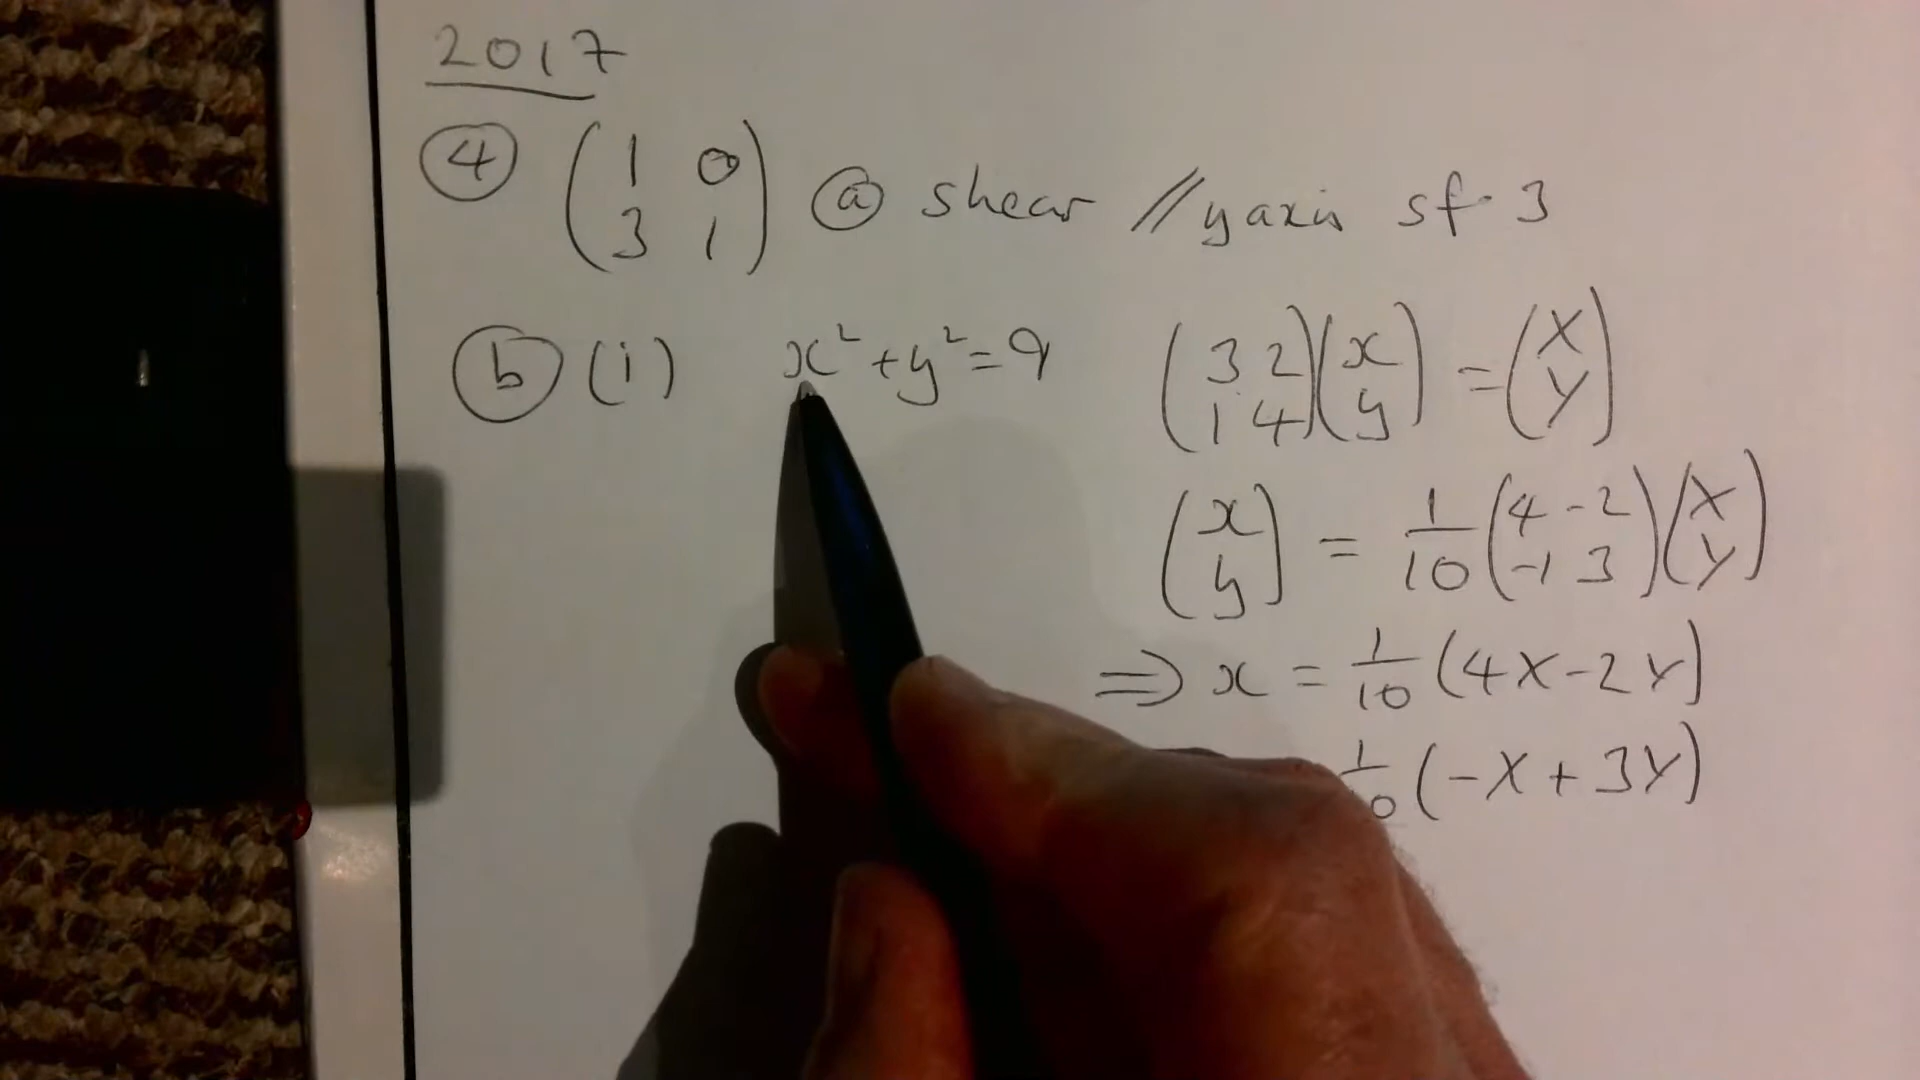 2017
④ (1 0 / 3 1) ⓐ shear // y axis sf 3
ⓑ (i) x² + y² = 9
(3 2 / 1 4)(x / y) = (X / Y)
(x / y) = 1/10 (4 -2 / -1 3)(X / Y)
⇒ x = 1/10 (4X - 2Y)
(-X + 3Y)